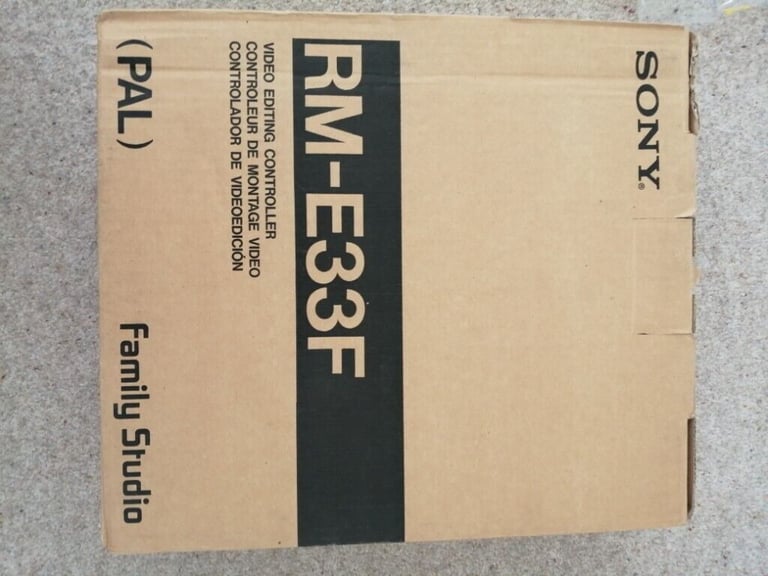 SONY®
RM-E33F
VIDEO EDITING CONTROLLER
CONTROLEUR DE MONTAGE VIDEO
CONTROLADOR DE VIDEOEDICIÓN
(PAL)
Family Studio